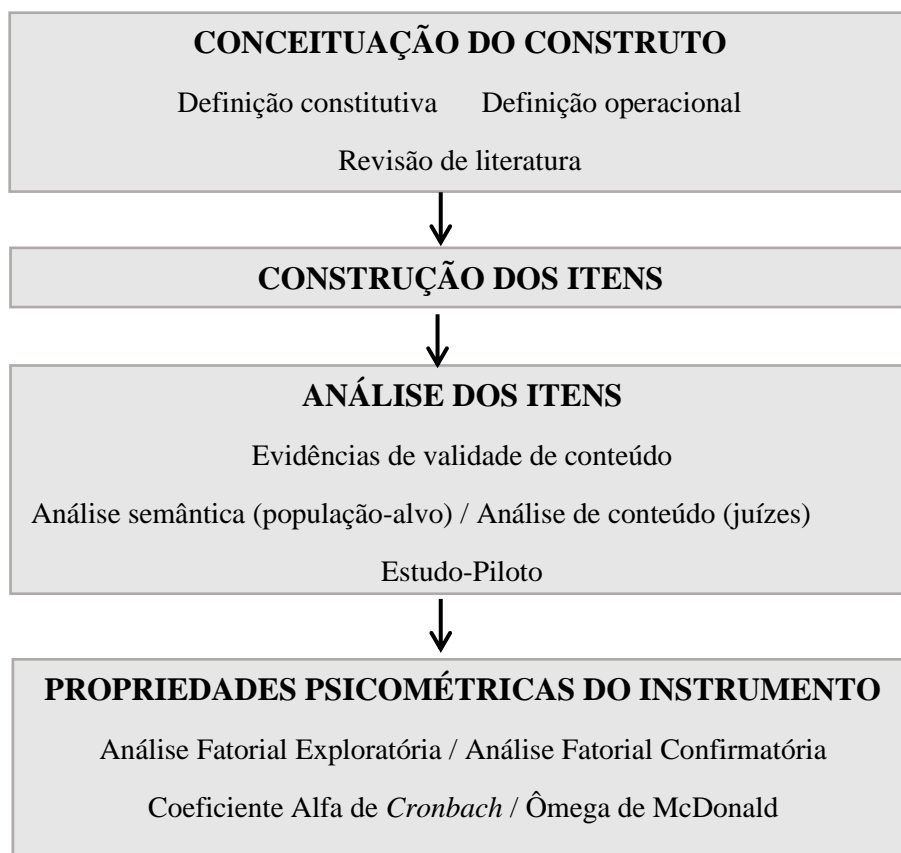 CONCEITUAÇÃO DO CONSTRUTO
Definição constitutiva Definição operacional
Revisão de literatura
CONSTRUÇÃO DOS ITENS
ANÁLISE DOS ITENS
Evidências de validade de conteúdo
Análise semântica (população-alvo) / Análise de conteúdo (juízes)
Estudo-Piloto
PROPRIEDADES PSICOMÉTRICAS DO INSTRUMENTO
Análise Fatorial Exploratória / Análise Fatorial Confirmatória
Coeficiente Alfa de Cronbach / Ômega de McDonald